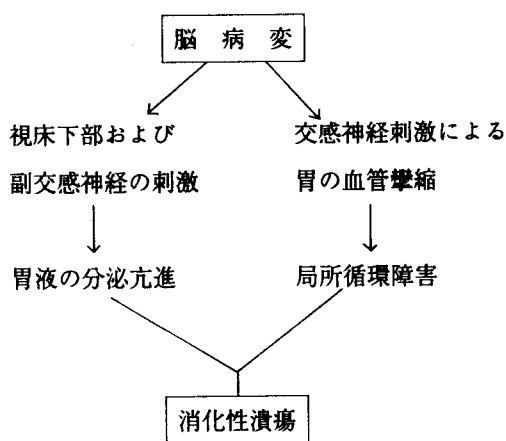 脳病変
視床下部および
副交感神経の刺激
交感神経刺激による
胃の血管攣縮
胃液の分泌亢進
局所循環障害
消化性潰瘍